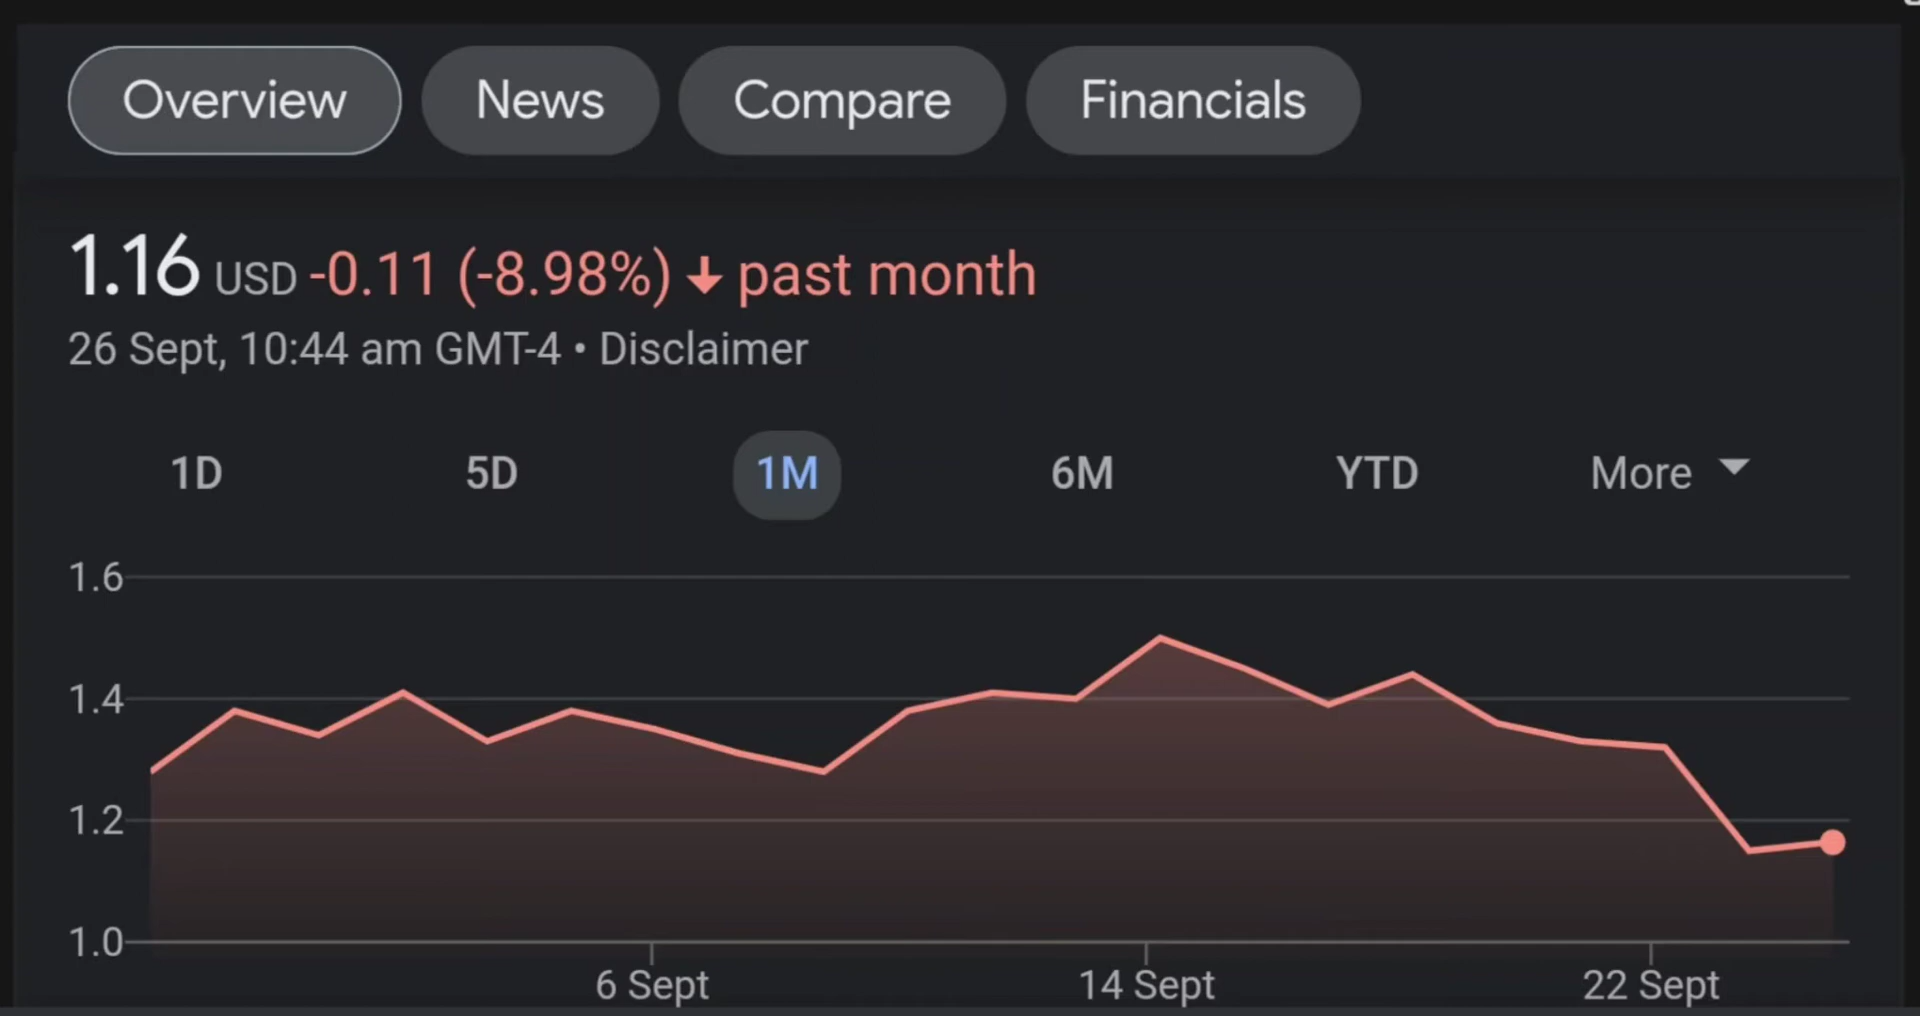 Overview News Compare Financials
1.16 USD -0.11 (-8.98%) ↓ past month
26 Sept, 10:44 am GMT-4 • Disclaimer
1D 5D 1M 6M YTD More
1.6
1.4
1.2
1.0
6 Sept 14 Sept 22 Sept